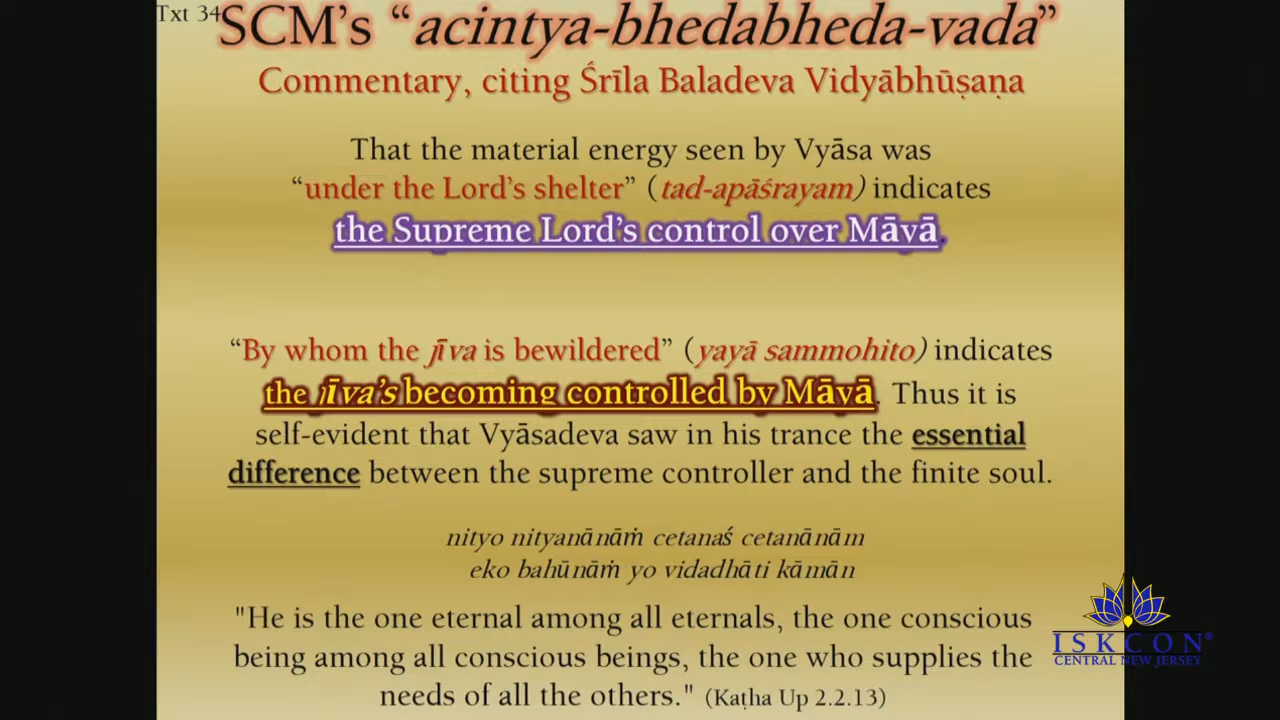 Txt 34
SCM's “acintya-bhedabheda-vada”
Commentary, citing Śrīla Baladeva Vidyābhūṣaṇa
That the material energy seen by Vyāsa was
“under the Lord’s shelter” (tad-apāśrayam) indicates
the Supreme Lord’s control over Māyā.
“By whom the jīva is bewildered” (yayā sammohito) indicates
the jīva’s becoming controlled by Māyā. Thus it is
self-evident that Vyāsadeva saw in his trance the essential
difference between the supreme controller and the finite soul.
nityo nityanānāṁ cetanaś cetanānām
eko bahūnāṁ yo vidadhāti kāmān
"He is the one eternal among all eternals, the one conscious
being among all conscious beings, the one who supplies the
needs of all the others." (Kaṭha Up 2.2.13)
ISKCON®
CENTRAL NEW JERSEY